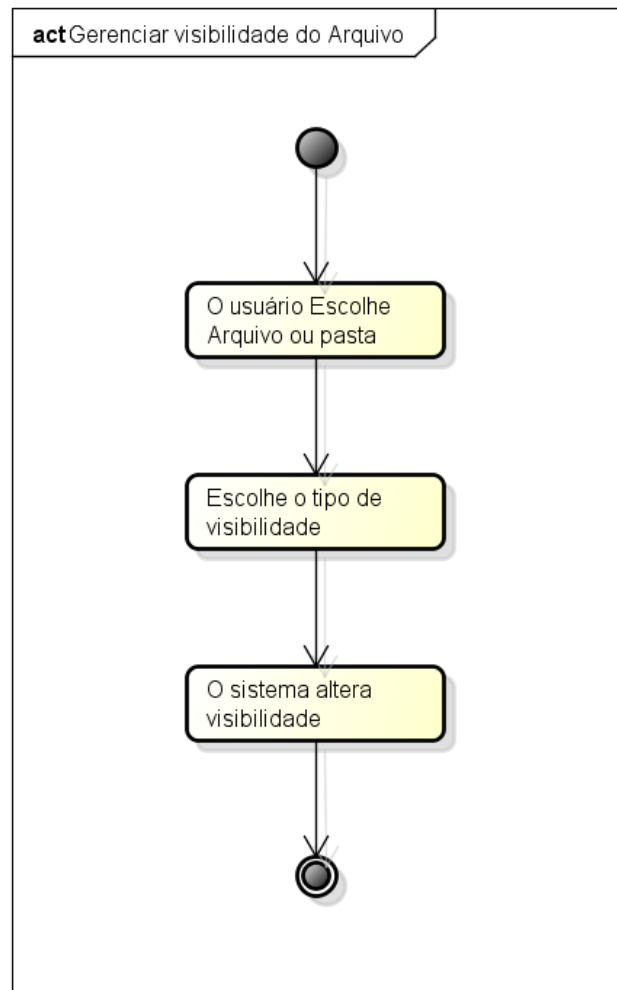 act Gerenciar visibilidade do Arquivo
O usuário Escolhe
Arquivo ou pasta
Escolhe o tipo de
visibilidade
O sistema altera
visibilidade